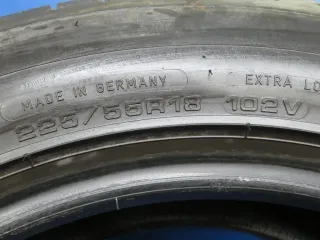 MADE IN GERMANY
EXTRA LO
225/55R18 102V